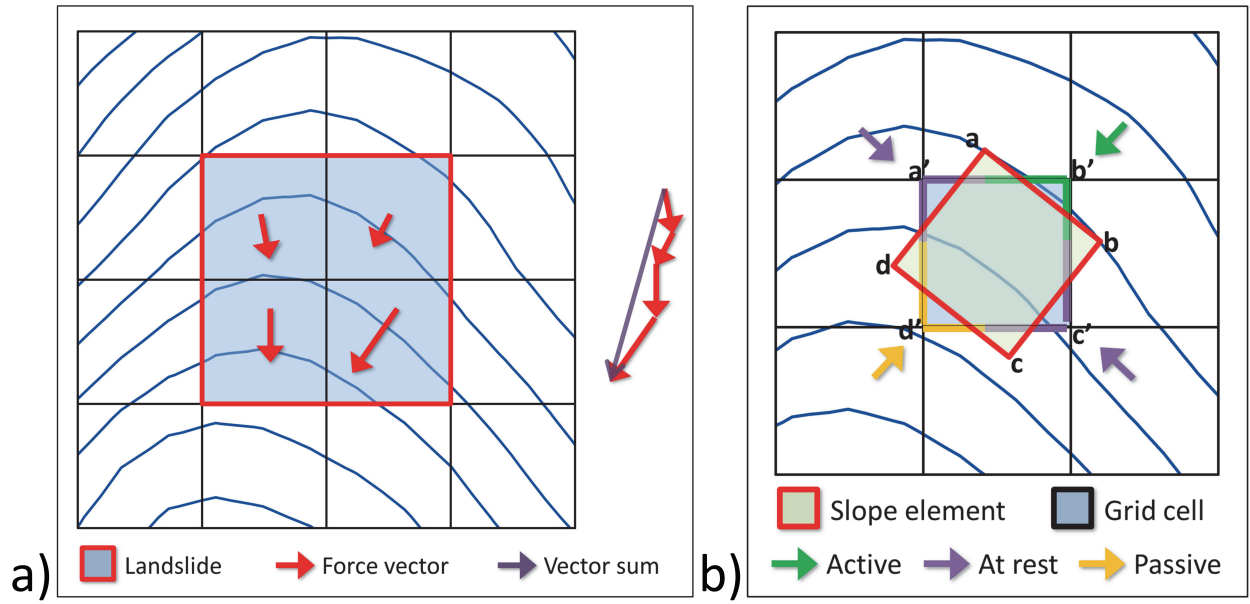 a
a'
b'
b
d
d'
c'
c
Slope element
Grid cell
a)
Landslide
Force vector
Vector sum
b)
Active
At rest
Passive